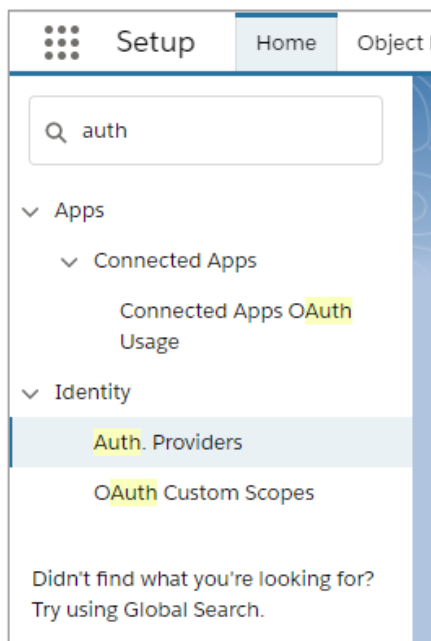 Setup
Home
Object
auth
Apps
Connected Apps
Connected Apps OAuth
Usage
Identity
Auth. Providers
OAuth Custom Scopes
Didn't find what you're looking for?
Try using Global Search.